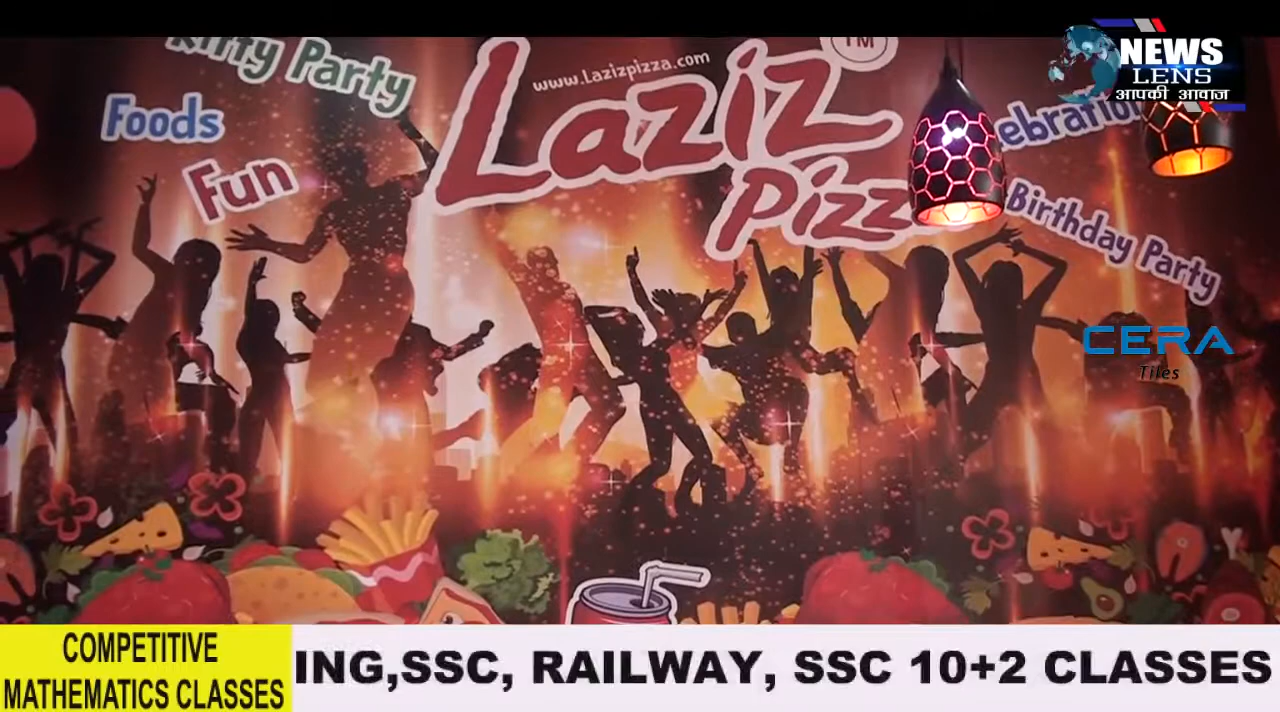 Kitty Party
Foods
Fun
www.Lazizpizza.com
Laziz
TM
NEWS
LENS
आपकी आवाज
Birthday Party
CERA
Tiles
COMPETITIVE
MATHEMATICS CLASSES
ING,SSC, RAILWAY, SSC 10+2 CLASSES